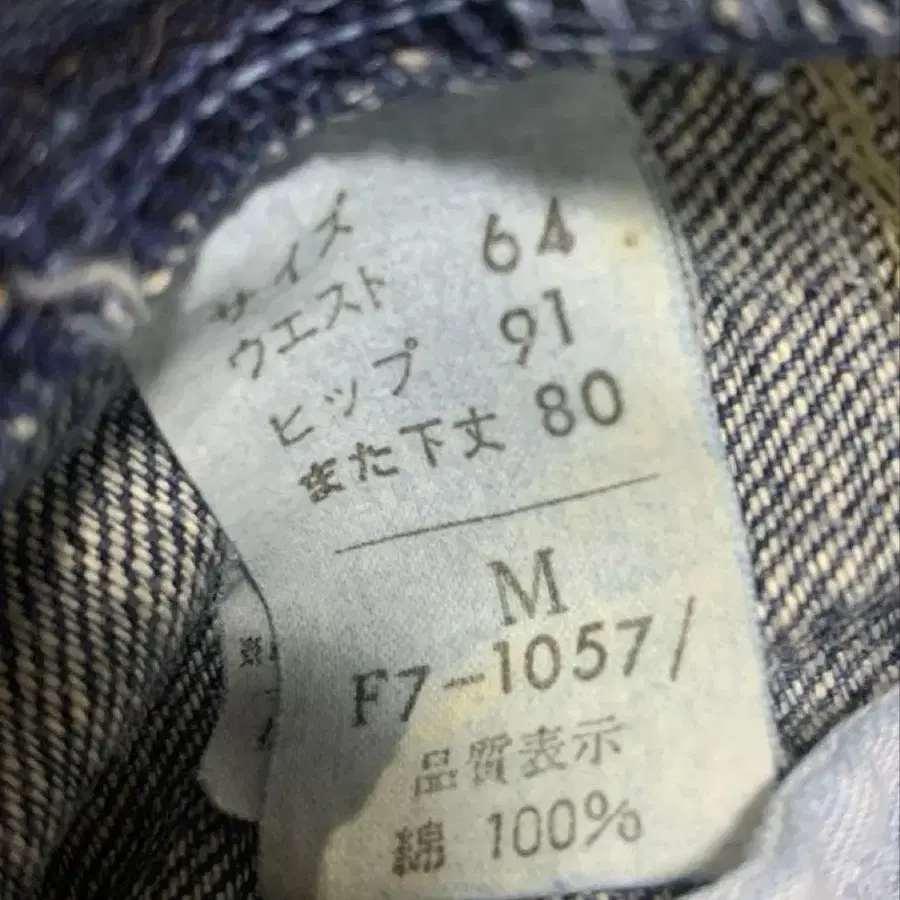 サイズ
ウエスト 64
ヒップ 91
また下丈 80
M
F7-1057/
品質表示
綿 100%